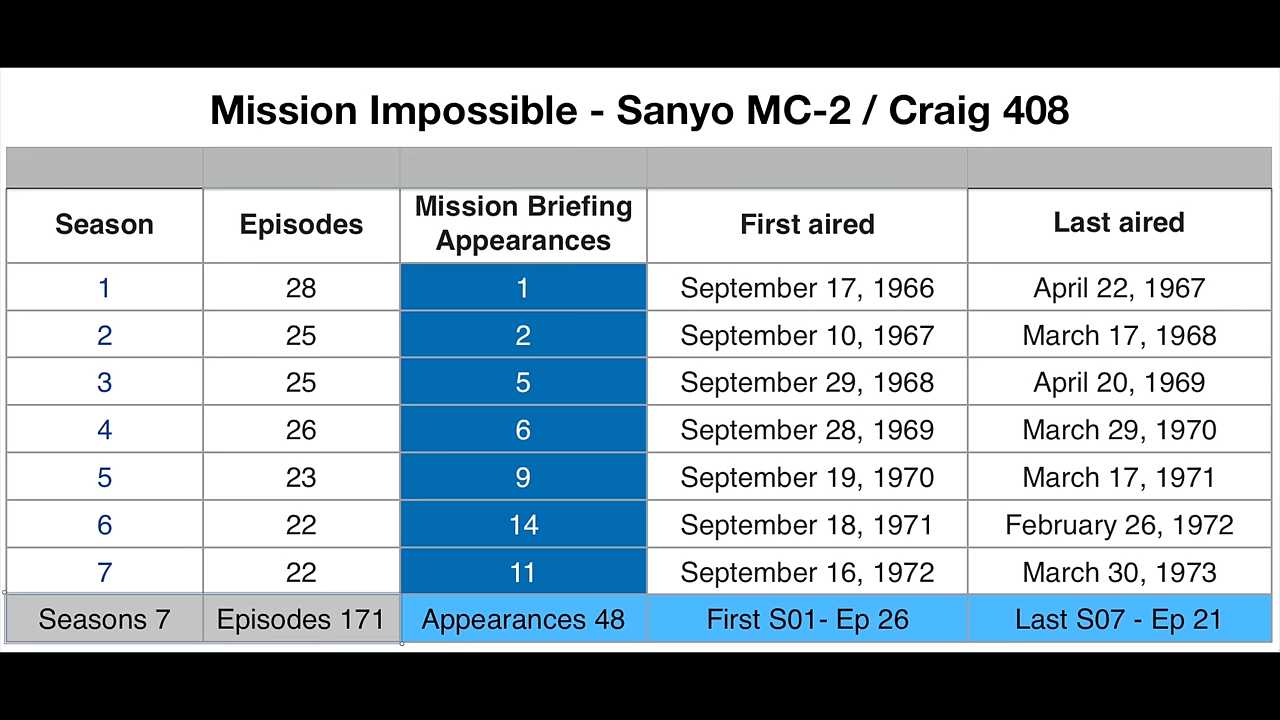 Mission Impossible - Sanyo MC-2 / Craig 408
Season Episodes Mission Briefing Appearances First aired Last aired
1 28 1 September 17, 1966 April 22, 1967
2 25 2 September 10, 1967 March 17, 1968
3 25 5 September 29, 1968 April 20, 1969
4 26 6 September 28, 1969 March 29, 1970
5 23 9 September 19, 1970 March 17, 1971
6 22 14 September 18, 1971 February 26, 1972
7 22 11 September 16, 1972 March 30, 1973
Seasons 7 Episodes 171 Appearances 48 First S01- Ep 26 Last S07 - Ep 21